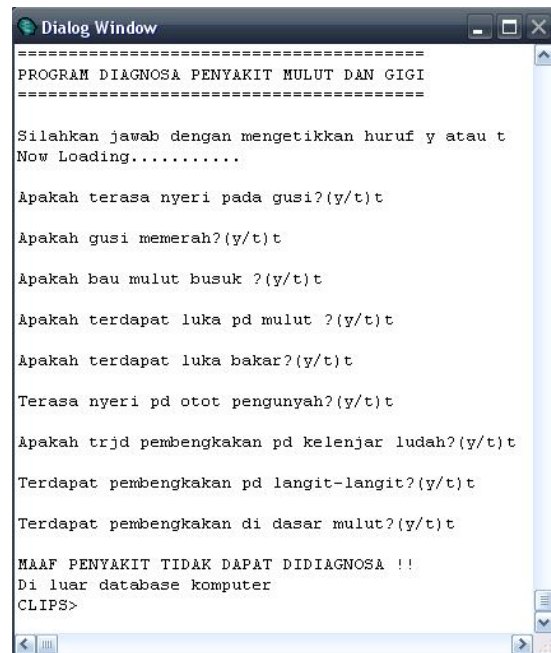 Dialog Window
========================================
PROGRAM DIAGNOSA PENYAKIT MULUT DAN GIGI
========================================
Silahkan jawab dengan mengetikkan huruf y atau t
Now Loading...........
Apakah terasa nyeri pada gusi?(y/t)t
Apakah gusi memerah?(y/t)t
Apakah bau mulut busuk ?(y/t)t
Apakah terdapat luka pd mulut ?(y/t)t
Apakah terdapat luka bakar?(y/t)t
Terasa nyeri pd otot pengunyah?(y/t)t
Apakah trjd pembengkakan pd kelenjar ludah?(y/t)t
Terdapat pembengkakan pd langit-langit?(y/t)t
Terdapat pembengkakan di dasar mulut?(y/t)t
MAAF PENYAKIT TIDAK DAPAT DIDIAGNOSA !!
Di luar database komputer
CLIPS>